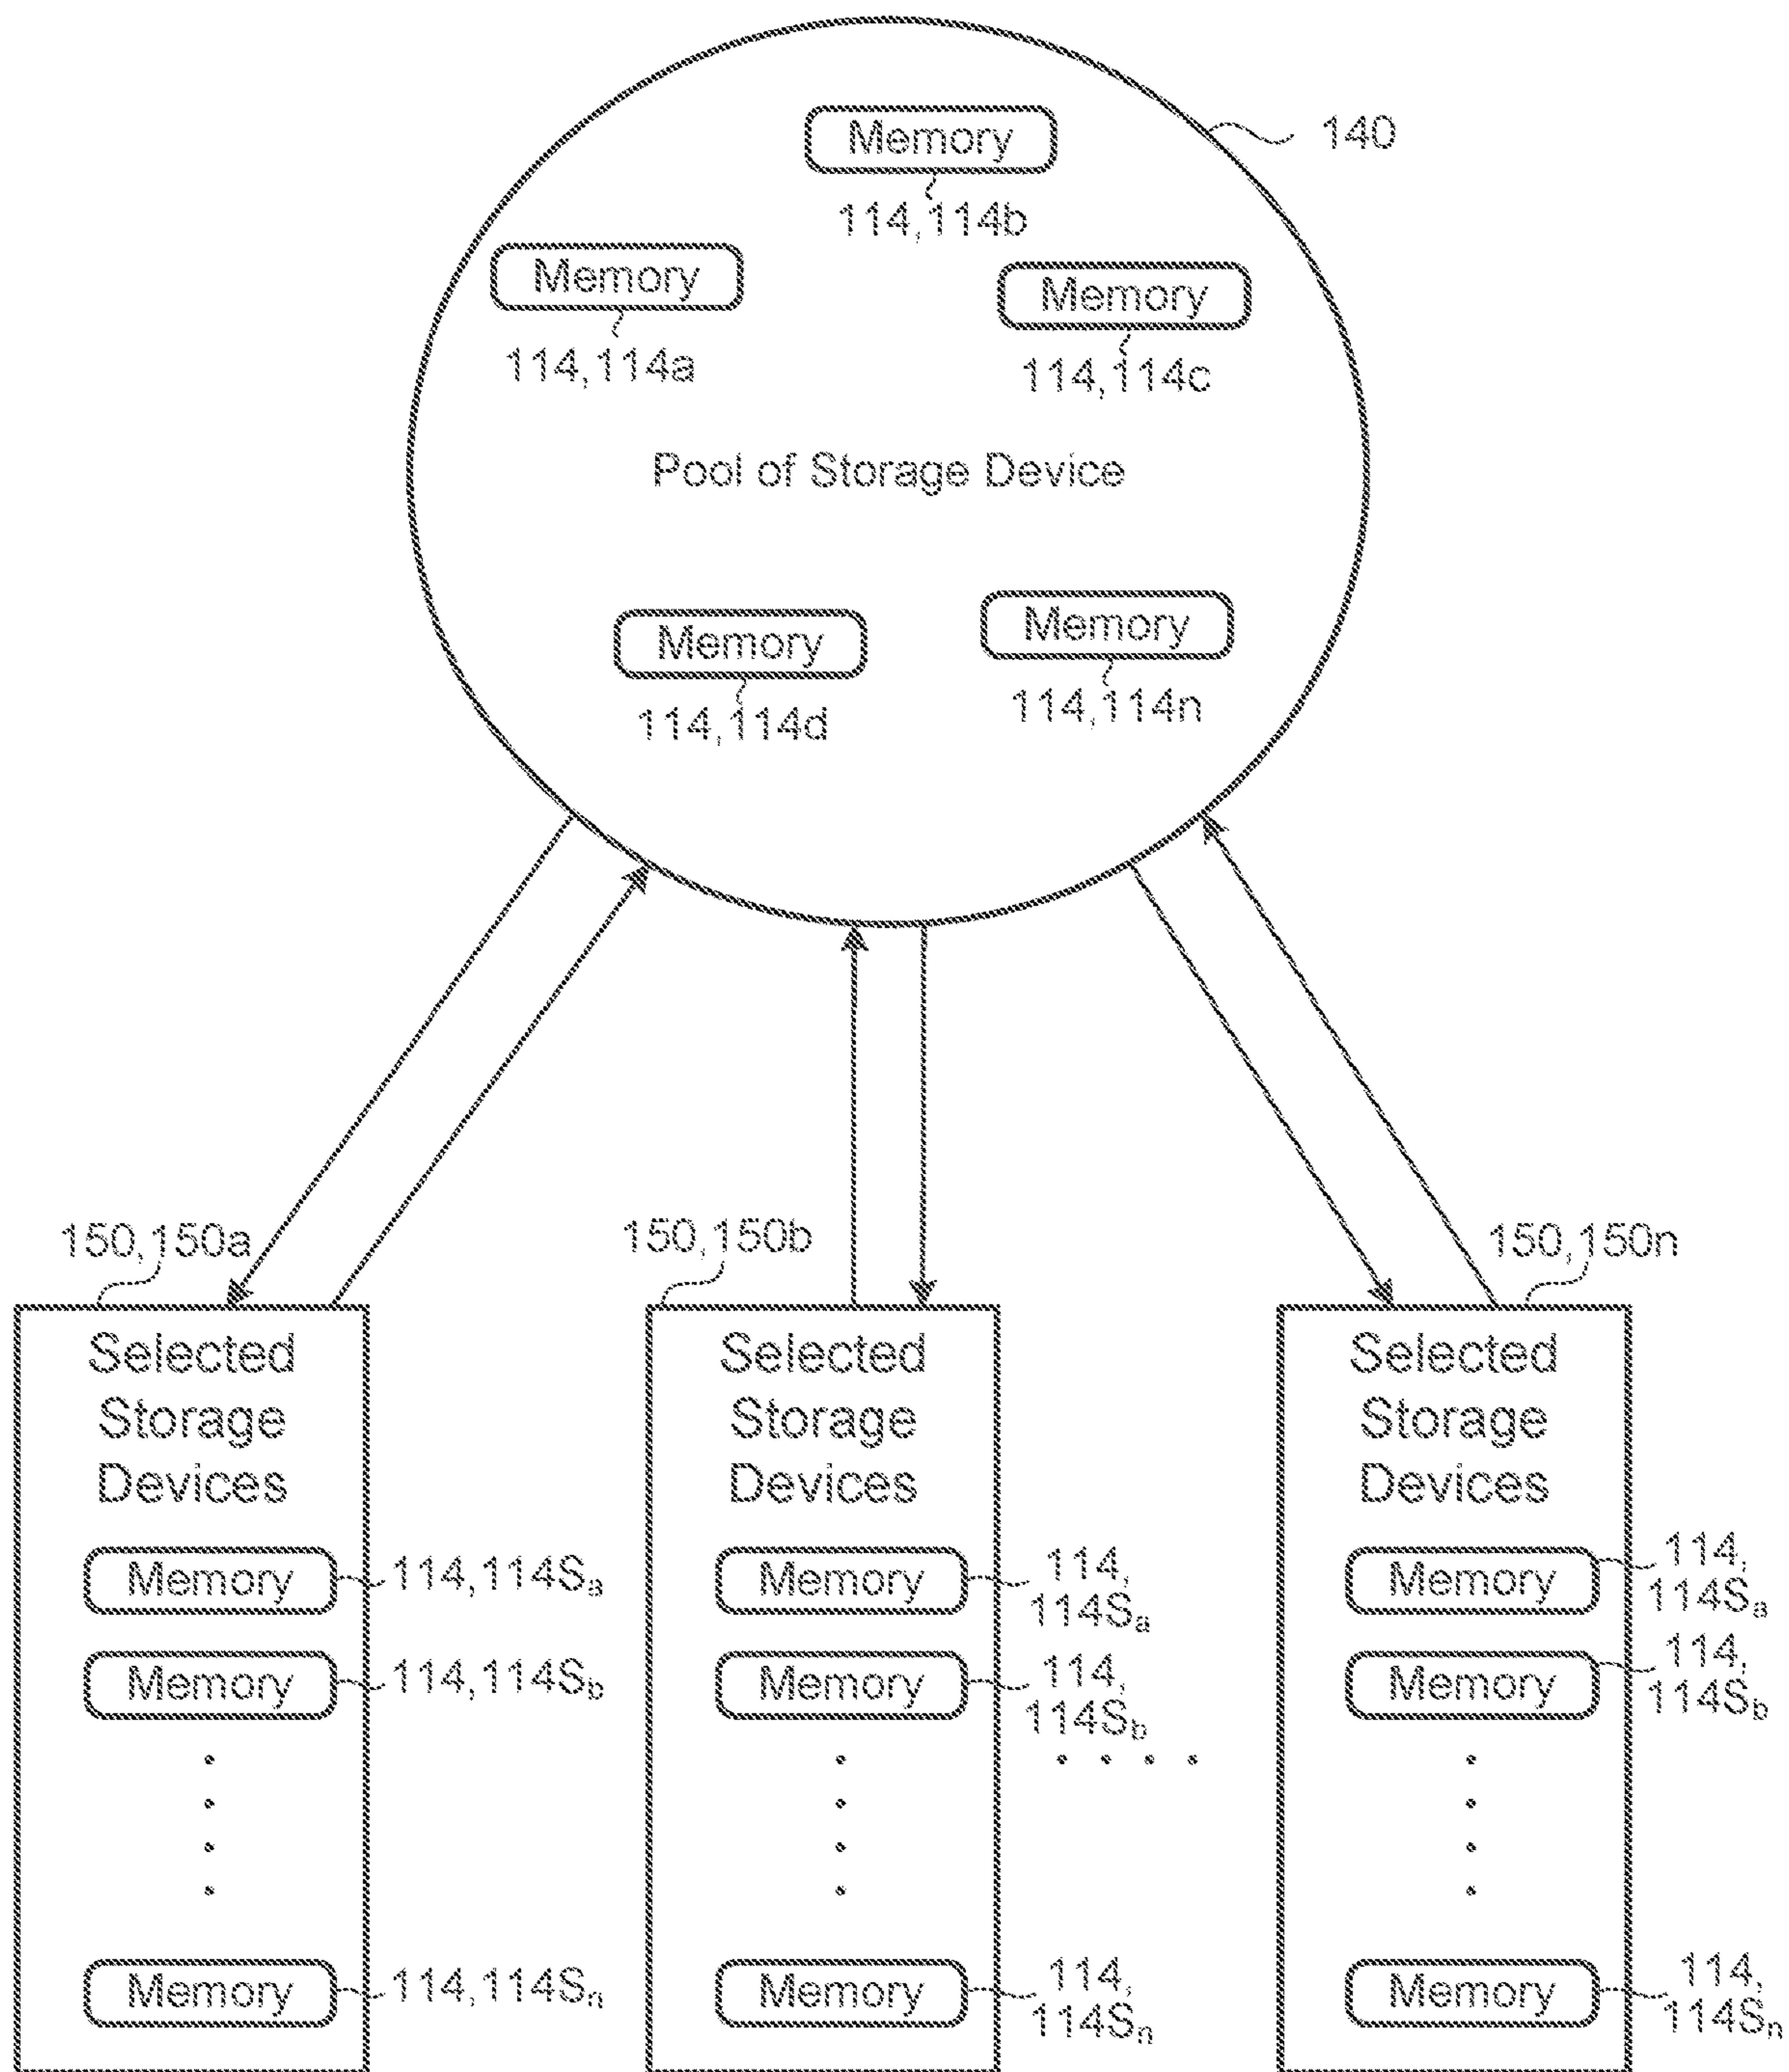 140
Memory
114,114b
Memory
114,114a
Memory
114,114c
Pool of Storage Device
Memory
114,114d
Memory
114,114n
150,150a
Selected
Storage
Devices
Memory
114,114Sa
Memory
114,114Sb
Memory
114,114Sn
150,150b
Selected
Storage
Devices
Memory
114,
114Sa
Memory
114,
114Sb
Memory
114,
114Sn
150,150n
Selected
Storage
Devices
Memory
114,
114Sa
Memory
114,
114Sb
Memory
114,
114Sn